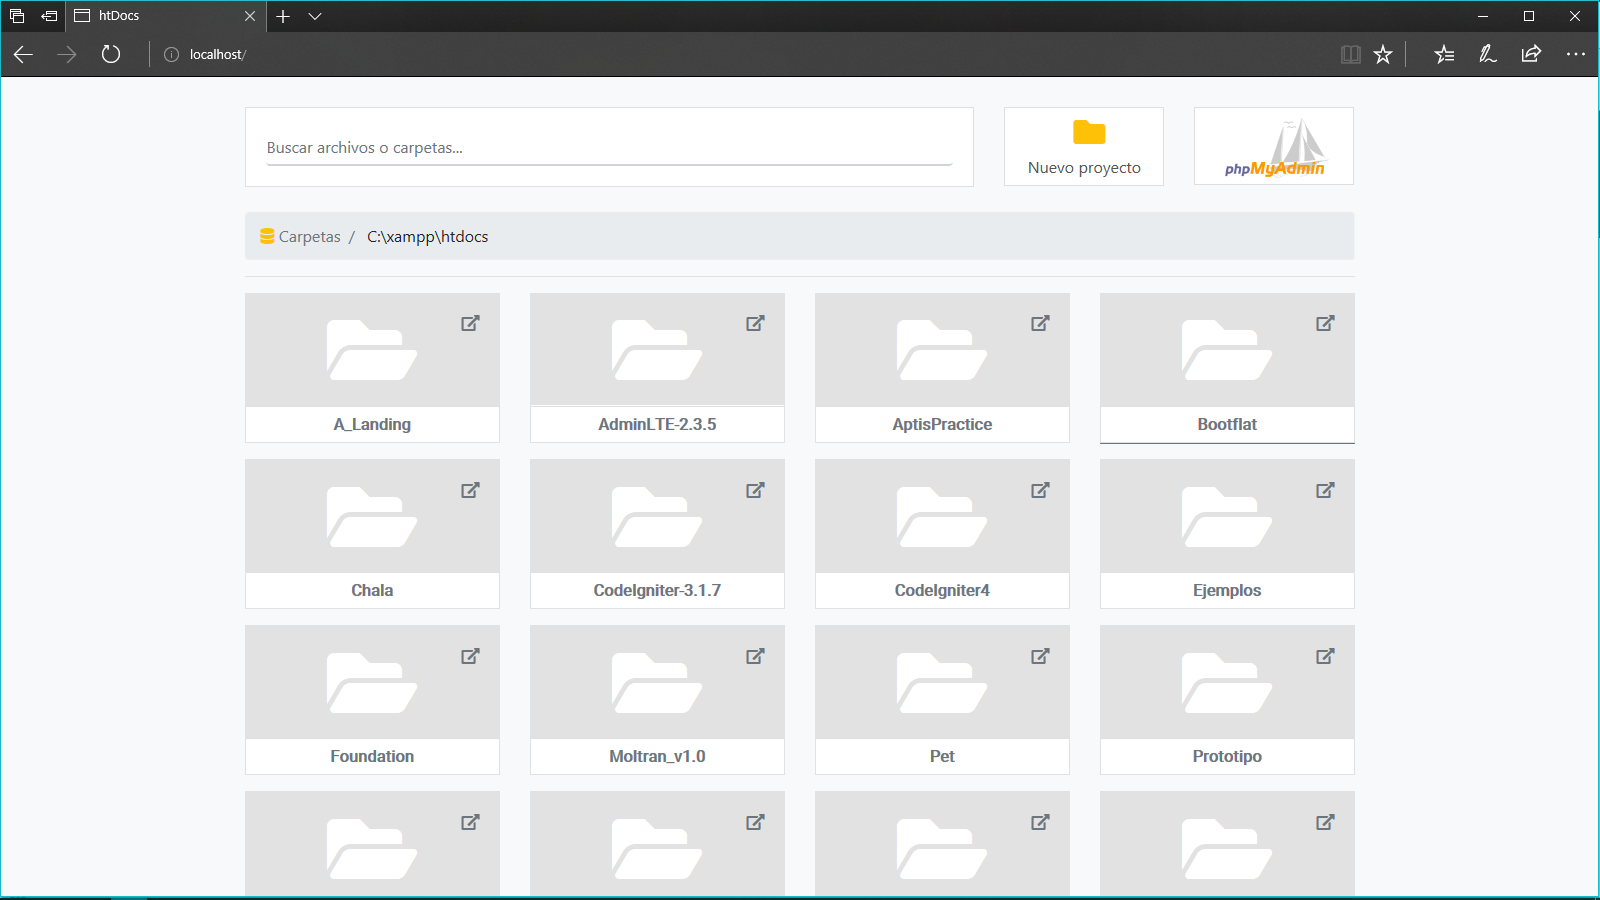 htDocs
localhost/
Buscar archivos o carpetas...
Nuevo proyecto
phpMyAdmin
Carpetas / C:\xampp\htdocs
A_Landing
AdminLTE-2.3.5
AptisPractice
Bootflat
Chala
CodeIgniter-3.1.7
CodeIgniter4
Ejemplos
Foundation
Moltran_v1.0
Pet
Prototipo